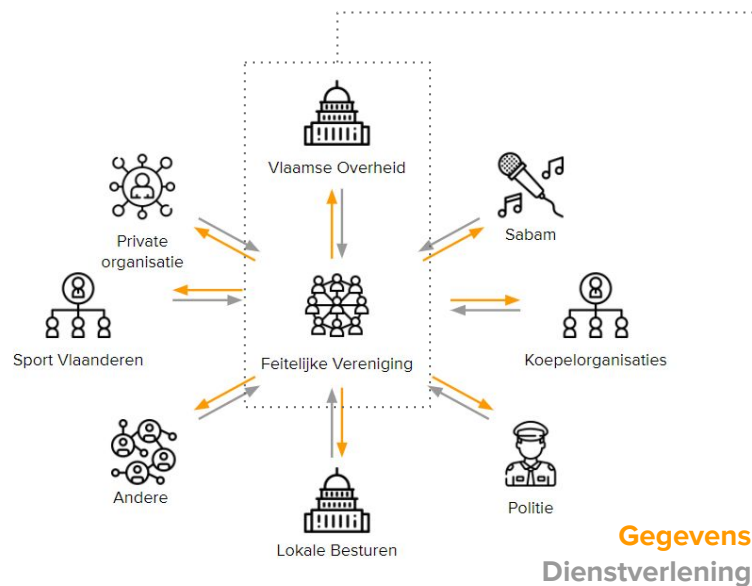 Vlaamse Overheid
Private
organisatie
Sabam
Sport Vlaanderen
Feitelijke Vereniging
Koepelorganisaties
Andere
Politie
Lokale Besturen
Gegevens
Dienstverlening